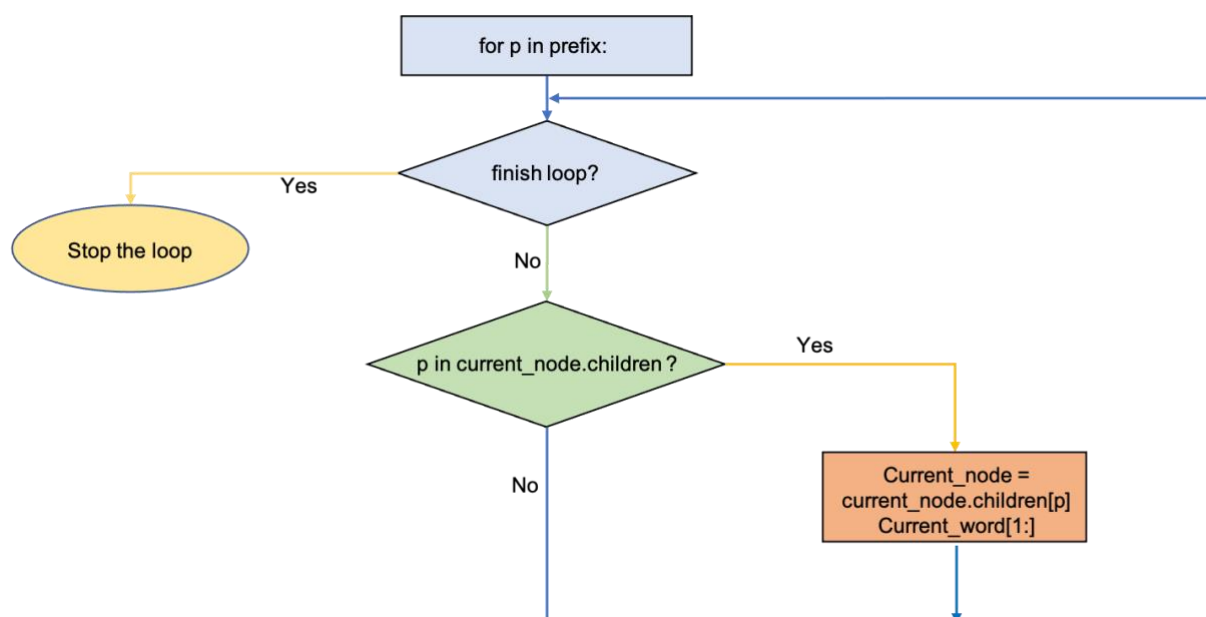 for p in prefix:
finish loop?
Yes
Stop the loop
No
p in current_node.children ?
Yes
No
Current_node =
current_node.children[p]
Current_word[1:]